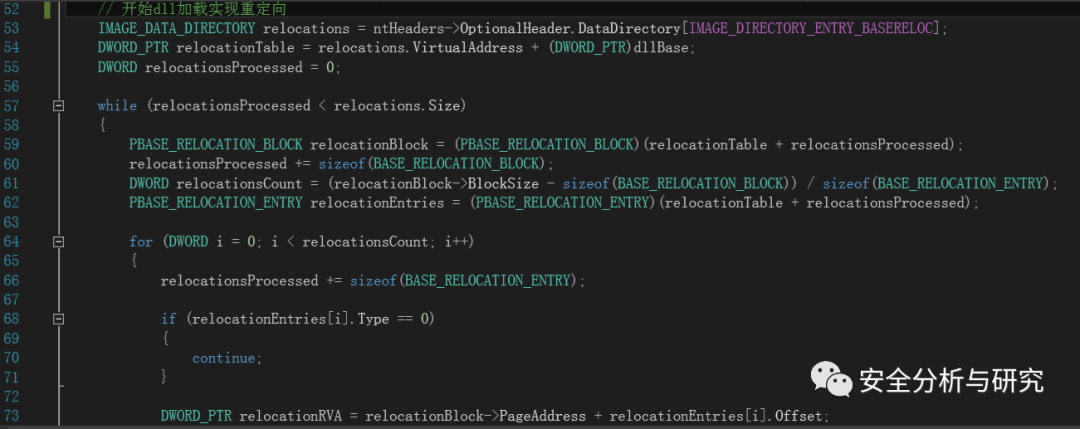 52 // 开始dll加载实现重定向
53 IMAGE_DATA_DIRECTORY relocations = ntHeaders->OptionalHeader.DataDirectory[IMAGE_DIRECTORY_ENTRY_BASERELOC];
54 DWORD_PTR relocationTable = relocations.VirtualAddress + (DWORD_PTR)dllBase;
55 DWORD relocationsProcessed = 0;
56
57 while (relocationsProcessed < relocations.Size)
58 {
59 PBASE_RELOCATION_BLOCK relocationBlock = (PBASE_RELOCATION_BLOCK)(relocationTable + relocationsProcessed);
60 relocationsProcessed += sizeof(BASE_RELOCATION_BLOCK);
61 DWORD relocationsCount = (relocationBlock->BlockSize - sizeof(BASE_RELOCATION_BLOCK)) / sizeof(BASE_RELOCATION_ENTRY);
62 PBASE_RELOCATION_ENTRY relocationEntries = (PBASE_RELOCATION_ENTRY)(relocationTable + relocationsProcessed);
63
64 for (DWORD i = 0; i < relocationsCount; i++)
65 {
66 relocationsProcessed += sizeof(BASE_RELOCATION_ENTRY);
67
68 if (relocationEntries[i].Type == 0)
69 {
70 continue;
71 }
72
73 DWORD_PTR relocationRVA = relocationBlock->PageAddress + relocationEntries[i].Offset;
安全分析与研究